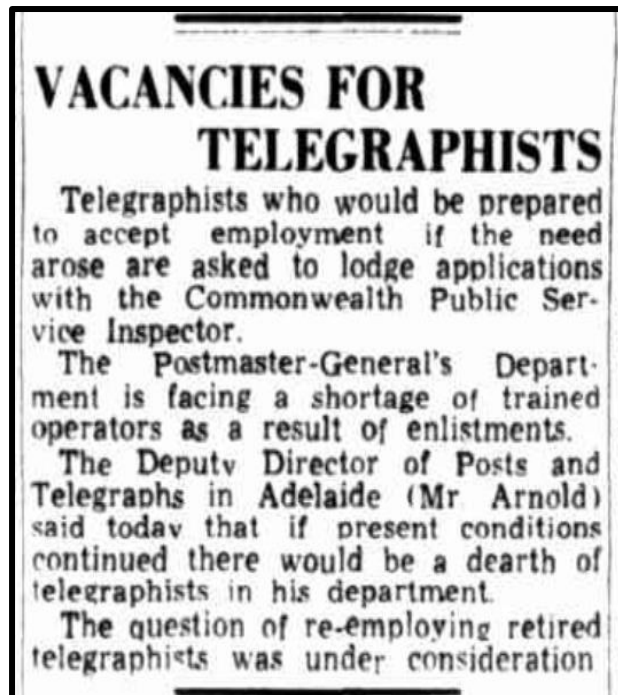 VACANCIES FOR
TELEGRAPHISTS
Telegraphists who would be prepared
to accept employment if the need
arose are asked to lodge applications
with the Commonwealth Public Ser-
vice Inspector.
The Postmaster-General's Depart-
ment is facing a shortage of trained
operators as a result of enlistments.
The Deputy Director of Posts and
Telegraphs in Adelaide (Mr Arnold)
said today that if present conditions
continued there would be a dearth of
telegraphists in his department.
The question of re-employing retired
telegraphists was under consideration